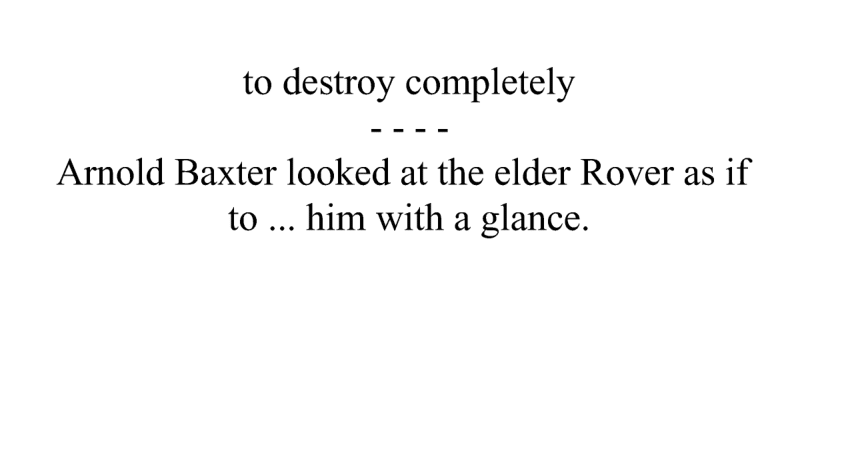 to destroy completely
- - - -
Arnold Baxter looked at the elder Rover as if
to ... him with a glance.